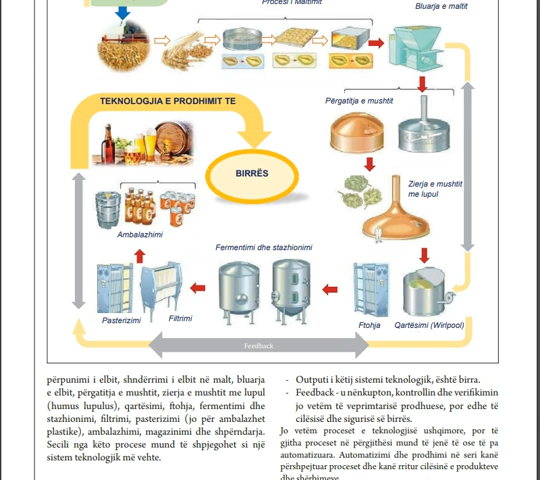 Procesi i Maltimit
Bluarja e maltit
TEKNOLOGJIA E PRODHIMIT TE
Përgatitja e mushtit
BIRRËS
Zierja e mushtit
me lupul
Ambalazhimi
Fermentimi dhe stazhionimi
Pasterizimi
Filtrimi
Ftohja
Qartësimi (Wirlpool)
Feedback
përpunimi i elbit, shndërrimi i elbit në malt, bluarja
e elbit, përgatitja e mushtit, zierja e mushtit me lupul
(humus lupulus), qartësimi, ftohja, fermentimi dhe
stazhionimi, filtrimi, pasterizimi (jo për ambalazhet
plastike), ambalazhimi, magazinimi dhe shpërndarja.
Secili nga këto procese mund të shpjegohet si një
sistem teknologjik më vehte.
- Outputi i këtij sistemi teknologjik, është birra.
- Feedback - u nënkupton, kontrollin dhe verifikimin
jo vetëm të veprimtarisë prodhuese, por edhe të
cilësisë dhe sigurisë së birrës.
Jo vetëm proceset e teknologjisë ushqimore, por të
gjitha proceset në përgjithësi mund të jenë të ose të pa
automatizuara. Automatizimi dhe prodhimi në seri kanë
përshpejtuar proceset dhe kanë rritur cilësinë e produkteve
dhe shërbimeve.